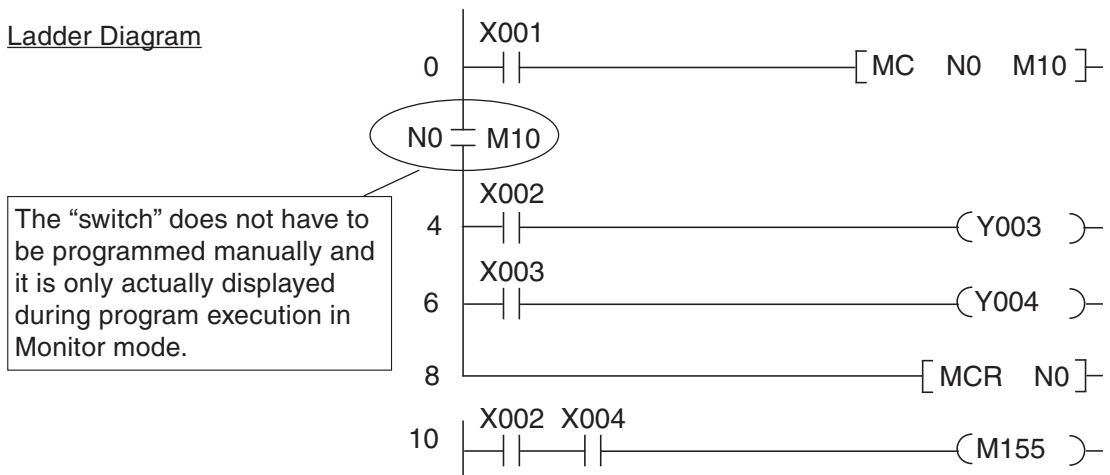 Ladder Diagram
X001
0 MC N0 M10
N0 M10
The “switch” does not have to
be programmed manually and
it is only actually displayed
during program execution in
Monitor mode.
X002
4 Y003
X003
6 Y004
8 MCR N0
X002 X004
10 M155